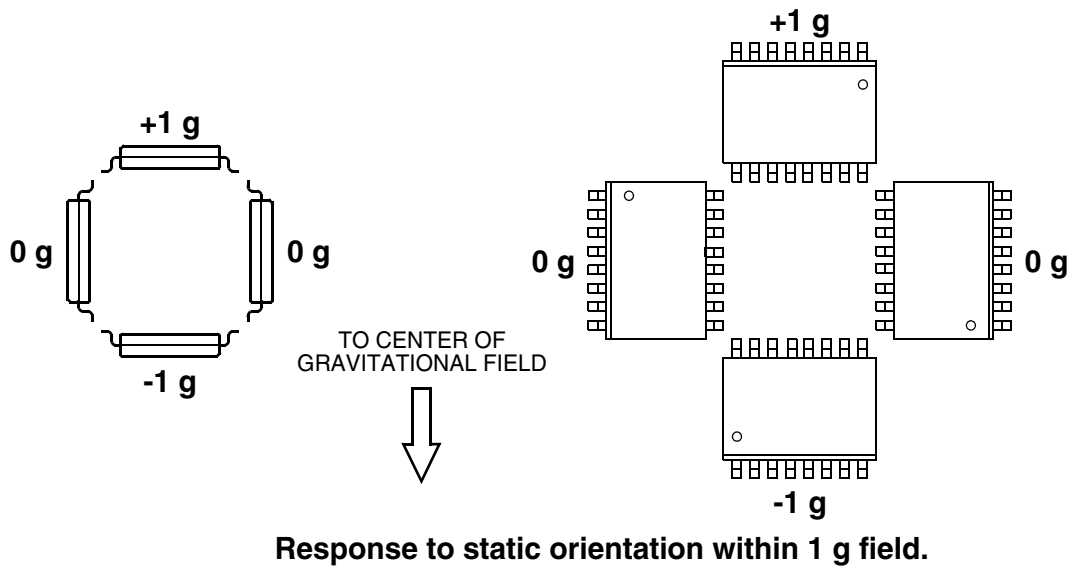 +1 g
0 g
0 g
-1 g
TO CENTER OF
GRAVITATIONAL FIELD
+1 g
0 g
0 g
-1 g
Response to static orientation within 1 g field.